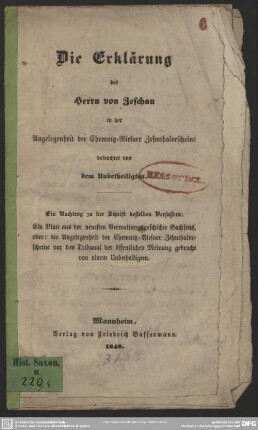 6
Die Erklärung
des
Herrn von Zeschau
in der
Angelegenheit der Chemnitz-Riesaer Zehnthalerscheine
beleuchtet von
dem Unbetheiligten.
Ein Nachtrag zu der Schrift desselben Verfassers:
Ein Blatt aus der neuesten Verwaltungsgeschichte Sachsens,
oder: die Angelegenheit der Chemnitz-Riesaer Zehnthaler-
scheine vor das Tribunal der öffentlichen Meinung gebracht
von einem Unbetheiligten.
Mannheim.
Verlag von Friedrich Bassermann.
1848.
Hist. Saxon.
M
220
DFG